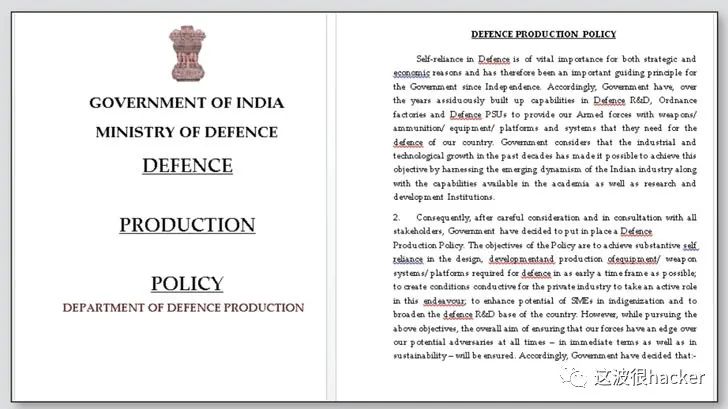 GOVERNMENT OF INDIA
MINISTRY OF DEFENCE
DEFENCE
PRODUCTION
POLICY
DEPARTMENT OF DEFENCE PRODUCTION
DEFENCE PRODUCTION POLICY
Self-reliance in Defence is of vital importance for both strategic and
economic reasons and has therefore been an important guiding principle for
the Government since Independence. Accordingly, Government have, over
the years assiduously built up capabilities in Defence R&D, Ordnance
factories and Defence PSUs to provide our Armed forces with weapons/
ammunition/ equipment/ platforms and systems that they need for the
defence of our country. Government considers that the industrial and
technological growth in the past decades has made it possible to achieve this
objective by harnessing the emerging dynamism of the Indian industry along
with the capabilities available in the academia as well as research and
development Institutions.
2. Consequently, after careful consideration and in consultation with all
stakeholders, Government have decided to put in place a Defence
Production Policy. The objectives of the Policy are to achieve substantive self
reliance in the design, developmentand production ofequipment/ weapon
systems/ platforms required for defence in as early a time frame as possible;
to create conditions conducive for the private industry to take an active role
in this endeavour; to enhance potential of SMEs in indigenization and to
broaden the defence R&D base of the country. However, while pursuing the
above objectives, the overall aim of ensuring that our forces have an edge over
our potential adversaries at all times – in immediate terms as well as in
sustainability – will be ensured. Accordingly, Government have decided that:-
这波很hacker